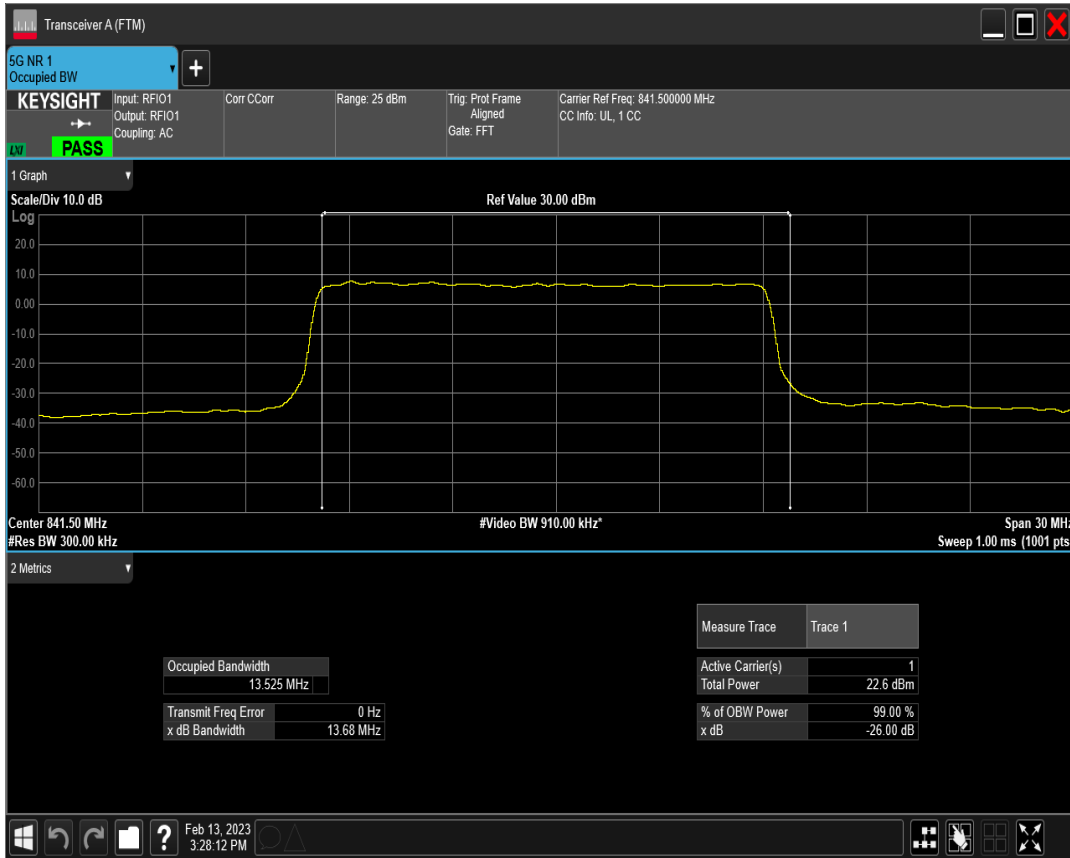 Transceiver A (FTM)
5G NR 1
Occupied BW
+
KEYSIGHT
LXI
PASS
Input: RFIO1
Output: RFIO1
Coupling: AC
Corr CCorr
Range: 25 dBm
Trig: Prot Frame
Aligned
Gate: FFT
Carrier Ref Freq: 841.500000 MHz
CC Info: UL, 1 CC
1 Graph
Scale/Div 10.0 dB
Ref Value 30.00 dBm
Log
20.0
10.0
0.00
-10.0
-20.0
-30.0
-40.0
-50.0
-60.0
Center 841.50 MHz
#Video BW 910.00 kHz*
Span 30 MHz
#Res BW 300.00 kHz
Sweep 1.00 ms (1001 pts
2 Metrics
Measure Trace Trace 1
Occupied Bandwidth
13.525 MHz
Active Carrier(s) 1
Total Power 22.6 dBm
Transmit Freq Error 0 Hz
x dB Bandwidth 13.68 MHz
% of OBW Power 99.00 %
x dB -26.00 dB
?
Feb 13, 2023
3:28:12 PM